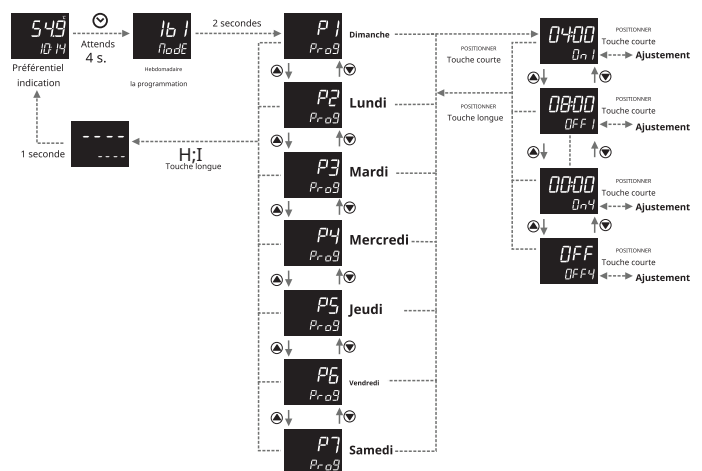 54.9°C
10:14
Attends
4 s.
1b1
NodE
2 secondes
Préférentiel
indication
Hebdomadaire
la programmation
1 seconde
- - - -
- - - -
H;I
Touche longue
P1
Prog
Dimanche
P2
Prog
Lundi
P3
Prog
Mardi
P4
Prog
Mercredi
P5
Prog
Jeudi
P6
Prog
Vendredi
P7
Prog
Samedi
POSITIONNER
Touche courte
POSITIONNER
Touche longue
04:00
On1
POSITIONNER
Touche courte
Ajustement
08:00
OFF1
POSITIONNER
Touche courte
Ajustement
00:00
On4
POSITIONNER
Touche courte
Ajustement
OFF
OFF4
POSITIONNER
Touche courte
Ajustement